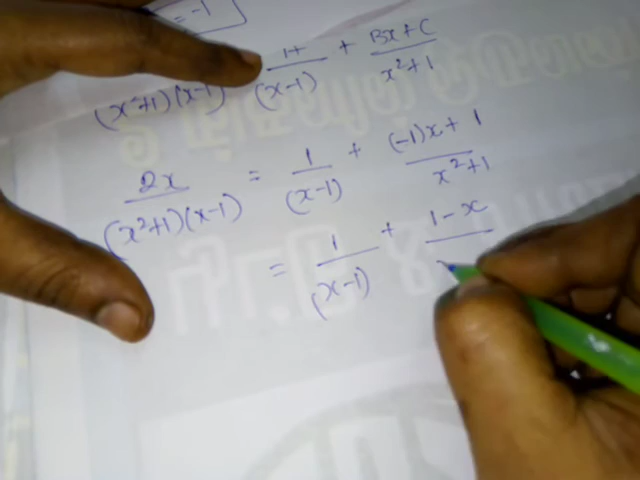 = -1
(x²+1)(x-1) (x-1) + Bx+C / x²+1
2x / (x²+1)(x-1) = 1 / (x-1) + (-1)x+1 / x²+1
= 1 / (x-1) + 1-x